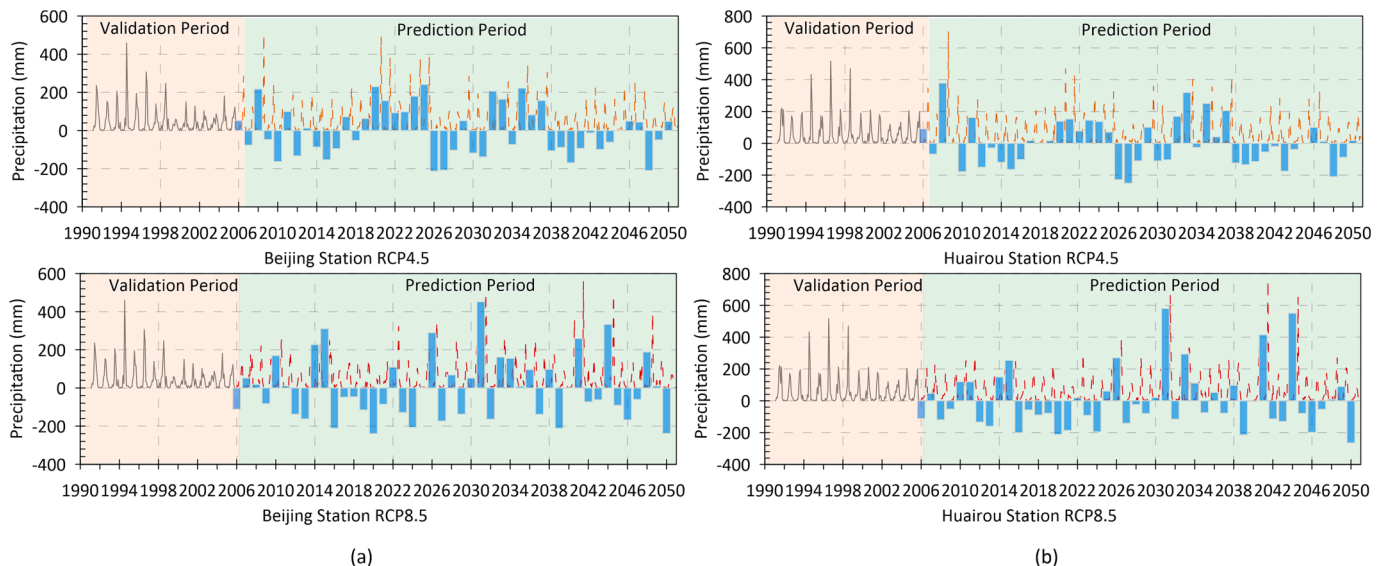 Validation Period Prediction Period
Precipitation (mm)
600
400
200
0
-200
-400
1990 1994 1998 2002 2006 2010 2014 2018 2022 2026 2030 2034 2038 2042 2046 2050
Beijing Station RCP4.5
Validation Period Prediction Period
Precipitation (mm)
800
600
400
200
0
-200
-400
1990 1994 1998 2002 2006 2010 2014 2018 2022 2026 2030 2034 2038 2042 2046 2050
Huairou Station RCP4.5
Validation Period Prediction Period
Precipitation (mm)
600
400
200
0
-200
-400
1990 1994 1998 2002 2006 2010 2014 2018 2022 2026 2030 2034 2038 2042 2046 2050
Beijing Station RCP8.5
Validation Period Prediction Period
Precipitation (mm)
800
600
400
200
0
-200
-400
1990 1994 1998 2002 2006 2010 2014 2018 2022 2026 2030 2034 2038 2042 2046 2050
Huairou Station RCP8.5
(a)
(b)